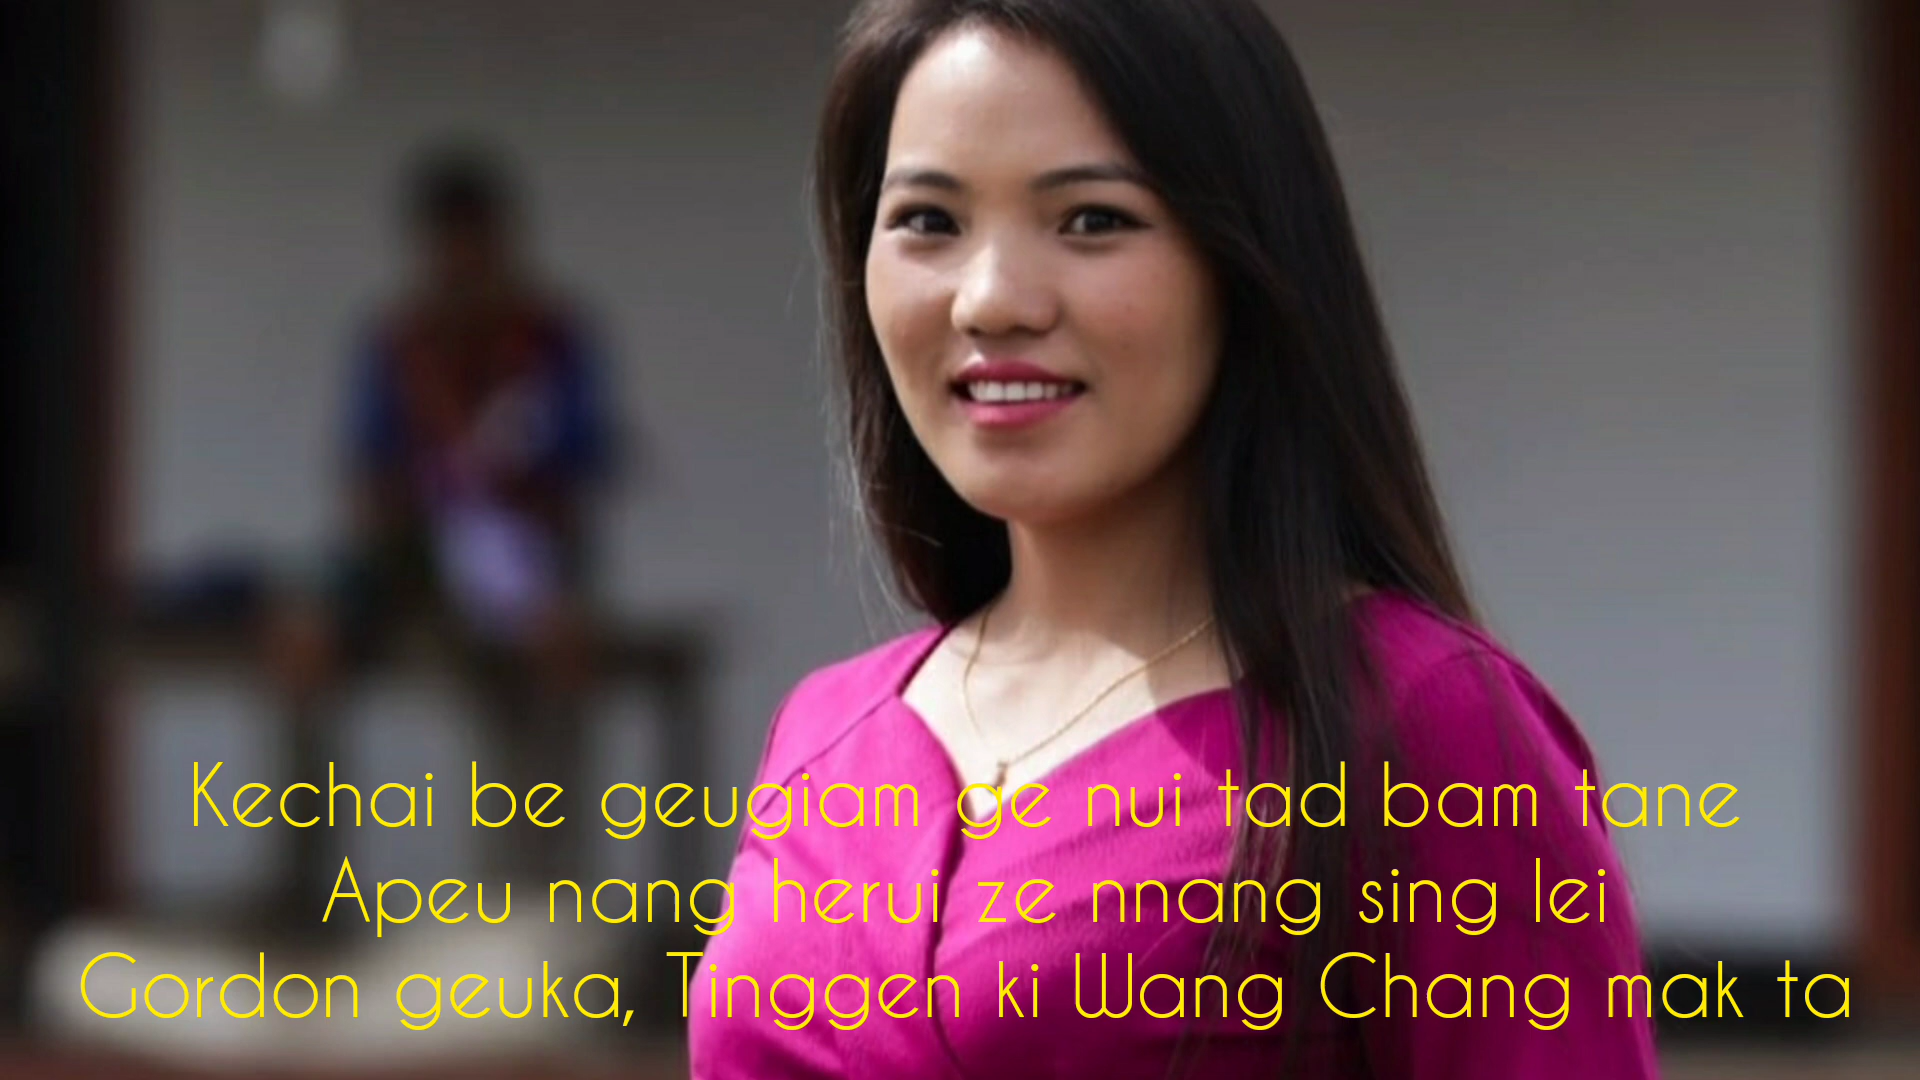 Kechai be geugiam ge nui tad bam tane
Apeu nang herui ze nnang sing lei
Gordon geuka, Tinggen ki Wang Chang mak ta